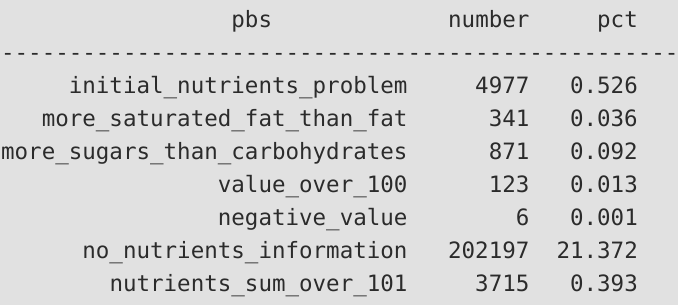 pbs number pct
--------------------------------------------------
initial_nutrients_problem 4977 0.526
more_saturated_fat_than_fat 341 0.036
more_sugars_than_carbohydrates 871 0.092
value_over_100 123 0.013
negative_value 6 0.001
no_nutrients_information 202197 21.372
nutrients_sum_over_101 3715 0.393